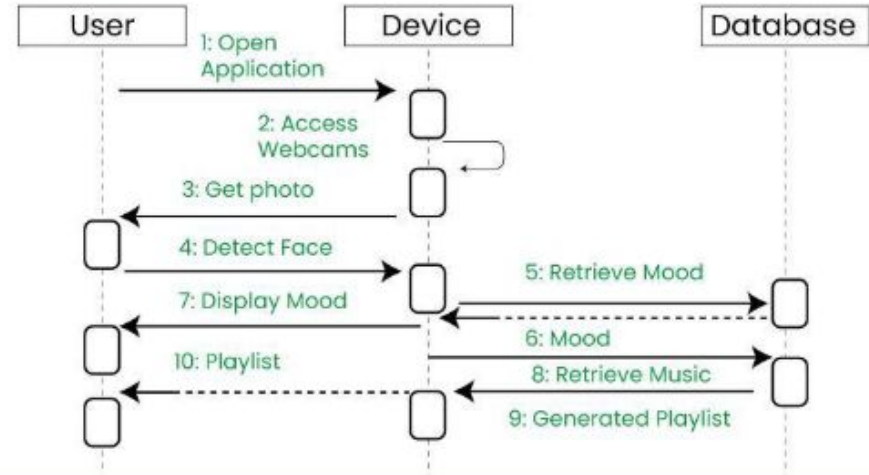 User
Device
Database
1: Open
Application
2: Access
Webcams
3: Get photo
4: Detect Face
5: Retrieve Mood
7: Display Mood
6: Mood
10: Playlist
8: Retrieve Music
9: Generated Playlist